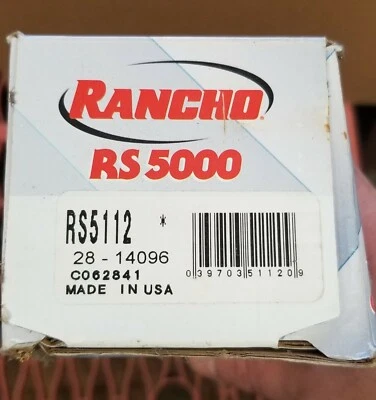 RANCHO®
RS 5000
RS5112 *
28 - 14096
C062841
MADE IN USA
0 39703 51120 9